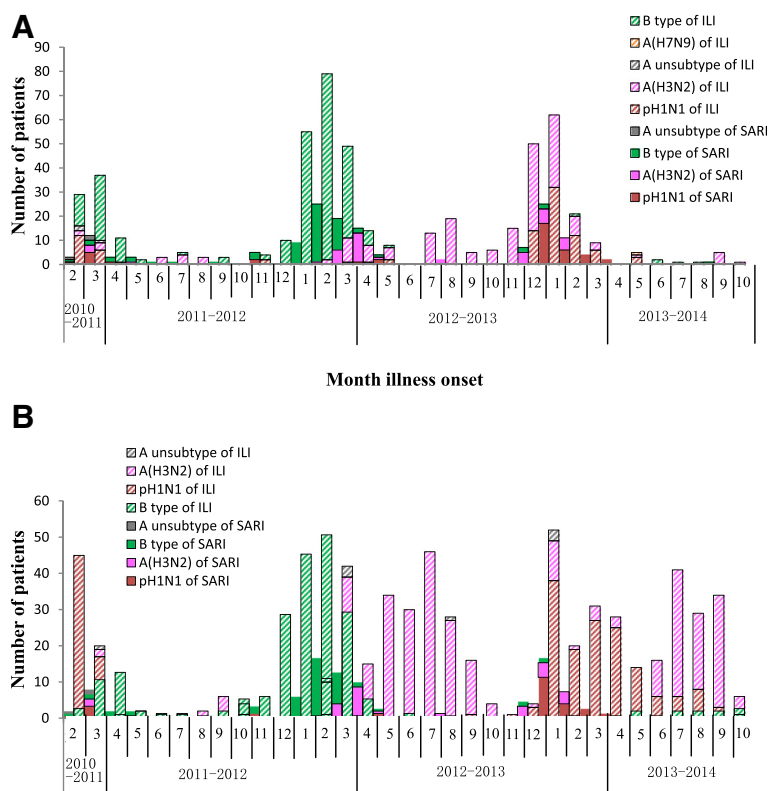 A
B type of ILI
A(H7N9) of ILI
A unsubtype of ILI
A(H3N2) of ILI
pH1N1 of ILI
A unsubtype of SARI
B type of SARI
A(H3N2) of SARI
pH1N1 of SARI
Number of patients
90
80
70
60
50
40
30
20
10
0
2 3 4 5 6 7 8 9 10 11 12 1 2 3 4 5 6 7 8 9 10 11 12 1 2 3 4 5 6 7 8 9 10
2010
-2011
2011-2012
2012-2013
2013-2014
Month illness onset
B
A unsubtype of ILI
A(H3N2) of ILI
pH1N1 of ILI
B type of ILI
A unsubtype of SARI
B type of SARI
A(H3N2) of SARI
pH1N1 of SARI
Number of patients
60
50
40
30
20
10
0
2 3 4 5 6 7 8 9 10 11 12 1 2 3 4 5 6 7 8 9 10 11 12 1 2 3 4 5 6 7 8 9 10
2010
-2011
2011-2012
2012-2013
2013-2014